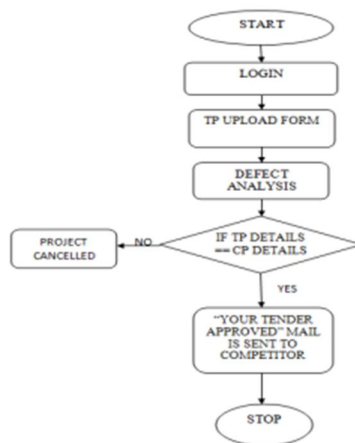 START
LOGIN
TP UPLOAD FORM
DEFECT
ANALYSIS
IF TP DETAILS
== CP DETAILS
NO
PROJECT
CANCELLED
YES
“YOUR TENDER
APPROVED” MAIL
IS SENT TO
COMPETITOR
STOP